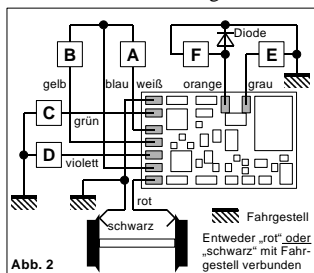 Diode
B
A
F
E
gelb
blau
weiß
orange
grau
C
grün
D
violett
rot
schwarz
Fahrgestell
Entweder „rot“ oder
„schwarz“ mit Fahr-
gestell verbunden
Abb. 2